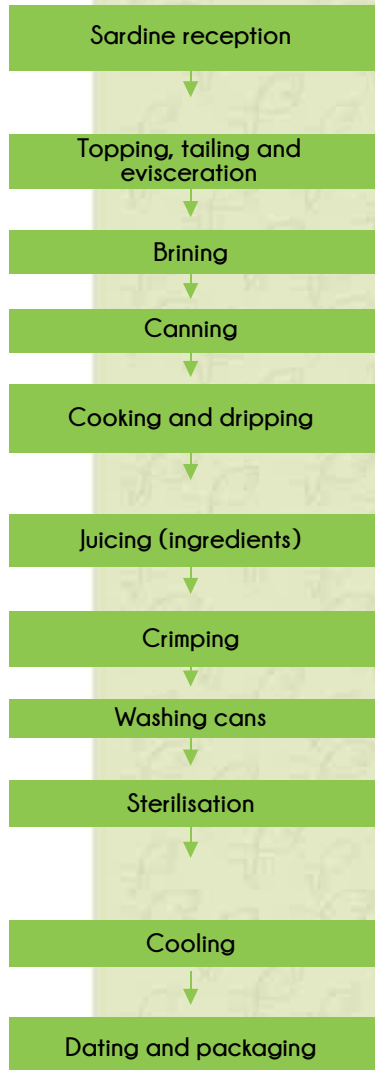 Sardine reception
Topping, tailing and
evisceration
Brining
Canning
Cooking and dripping
Juicing (ingredients)
Crimping
Washing cans
Sterilisation
Cooling
Dating and packaging